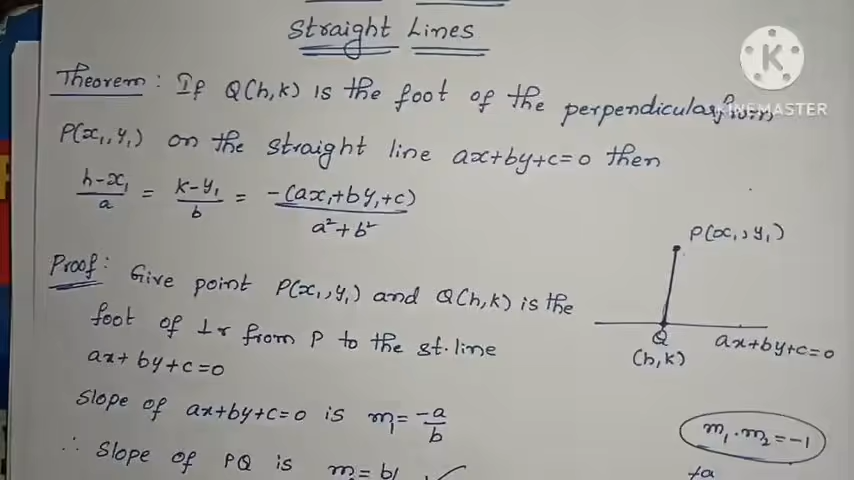 Straight Lines
Theorem: If Q(h,k) is the foot of the perpendicular from
P(x₁,y₁) on the straight line ax+by+c=0 then
h-x₁/a = k-y₁/b = -(ax₁+by₁+c)/a²+b²
Proof: Give point P(x₁,y₁) and Q(h,k) is the
foot of ⊥r from P to the st.line
ax+by+c=0
Slope of ax+by+c=0 is m₁=-a/b
∴ Slope of PQ is m₂=b/
P(x₁,y₁)
Q
(h,k)
ax+by+c=0
m₁.m₂=-1
K
KINEMASTER